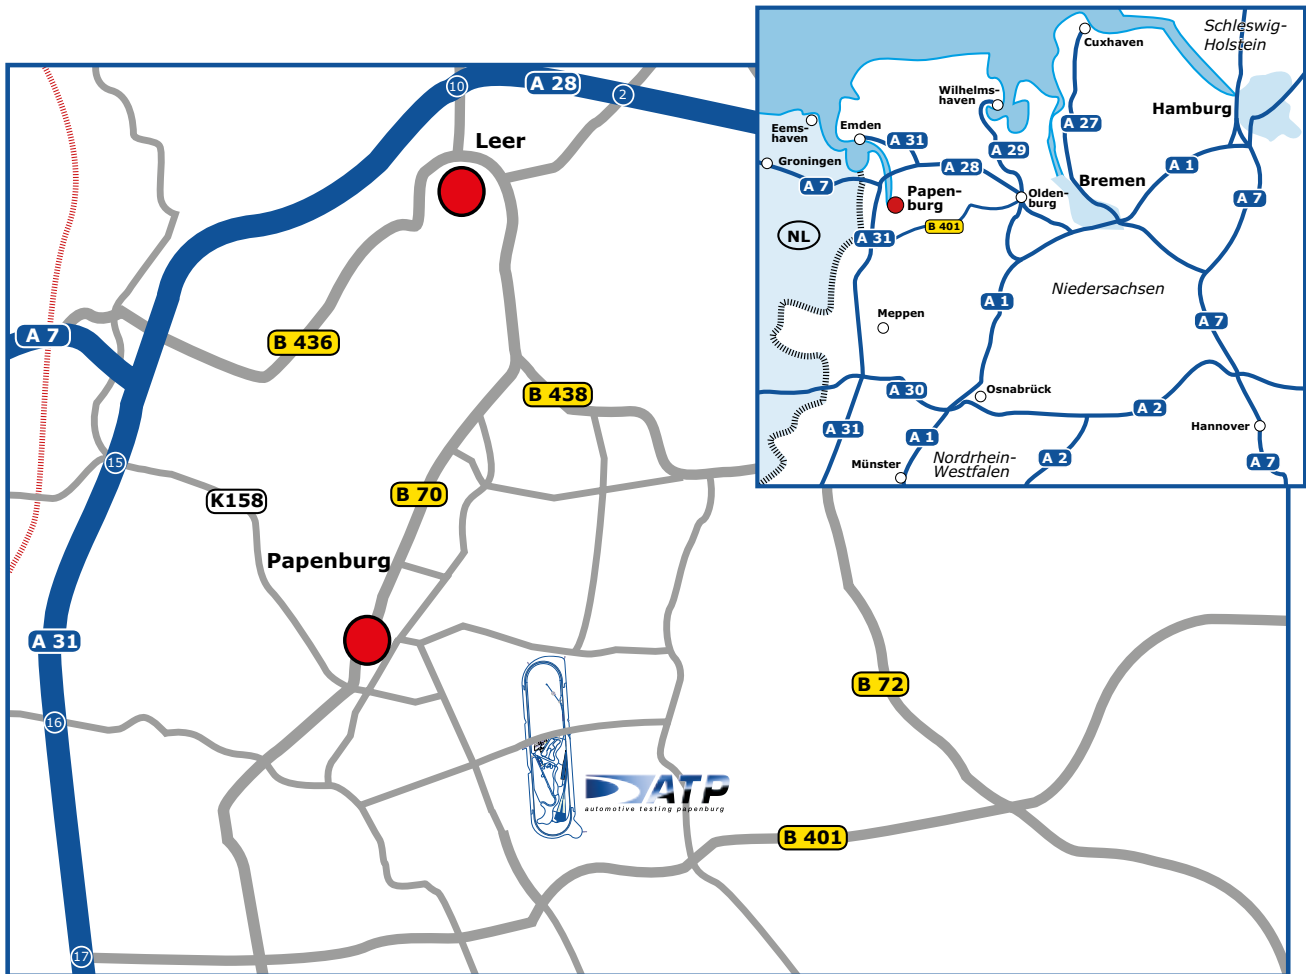 10
A 28
2
Leer
A 7
B 436
B 438
15
K158
B 70
Papenburg
A 31
B 72
16
ATP
automotive testing papenburg
B 401
17
Schleswig-
Holstein
Cuxhaven
Wilhelms-
haven
Hamburg
Eems-
haven
Emden
A 31
A 27
A 29
Groningen
A 28
A 1
A 7
Papen-
burg
Bremen
Olden-
burg
A 7
NL
A 31
B 401
Niedersachsen
A 1
Meppen
A 7
A 30
Osnabrück
A 2
A 31
A 1
Hannover
Münster
Nordrhein-
Westfalen
A 2
A 7